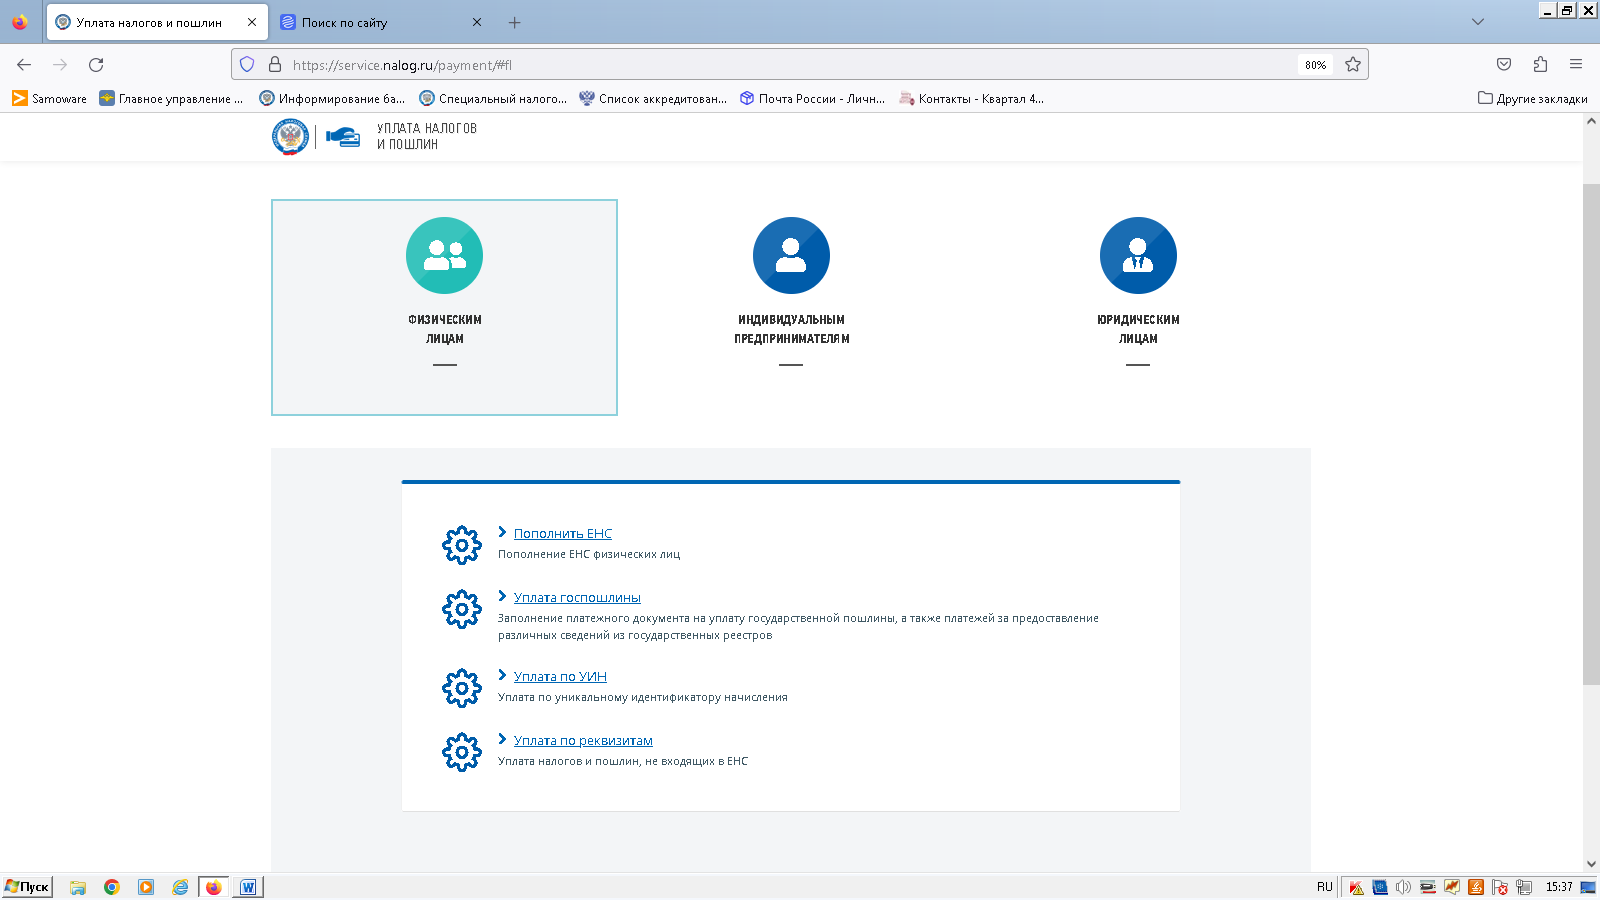 Уплата налогов и пошлин
Поиск по сайту
https://service.nalog.ru/payment/#fl
80%
Samoware
Главное управление ...
Информирование ба...
Специальный налого...
Список аккредитован...
Почта России - Личн...
Контакты - Квартал 4...
Другие закладки
УПЛАТА НАЛОГОВ
И ПОШЛИН
ФИЗИЧЕСКИМ
ЛИЦАМ
ИНДИВИДУАЛЬНЫМ
ПРЕДПРИНИМАТЕЛЯМ
ЮРИДИЧЕСКИМ
ЛИЦАМ
Пополнить ЕНС
Пополнение ЕНС физических лиц
Уплата госпошлины
Заполнение платежного документа на уплату государственной пошлины, а также платежей за предоставление
различных сведений из государственных реестров
Уплата по УИН
Уплата по уникальному идентификатору начисления
Уплата по реквизитам
Уплата налогов и пошлин, не входящих в ЕНС
Пуск
RU
15:37